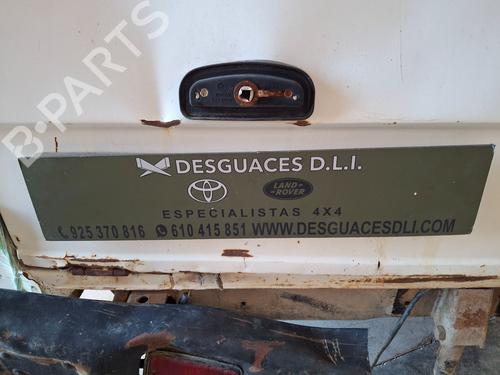 B-PARTS
DESGUACES D.L.I.
LAND-
ROVER
ESPECIALISTAS 4X4
925 370 816 610 415 851 WWW.DESGUACESDLI.COM